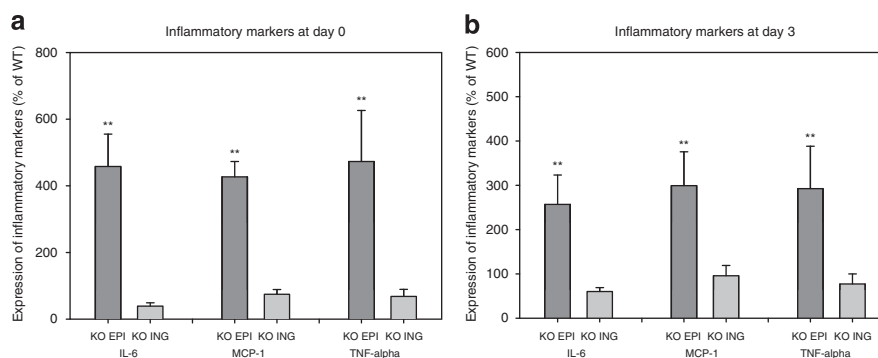 a
Inflammatory markers at day 0
Expression of inflammatory markers (% of WT)
800
600
400
200
0
**
**
**
KO EPI KO ING KO EPI KO ING KO EPI KO ING
IL-6 MCP-1 TNF-alpha
b
Inflammatory markers at day 3
Expression of inflammatory markers (% of WT)
600
500
400
300
200
100
0
**
**
**
KO EPI KO ING KO EPI KO ING KO EPI KO ING
IL-6 MCP-1 TNF-alpha